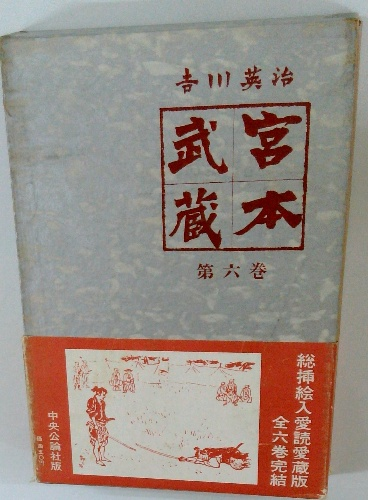 吉川英治
宮本
武蔵
第六巻
総挿絵入愛読愛蔵版
全六巻完結
中央公論社版